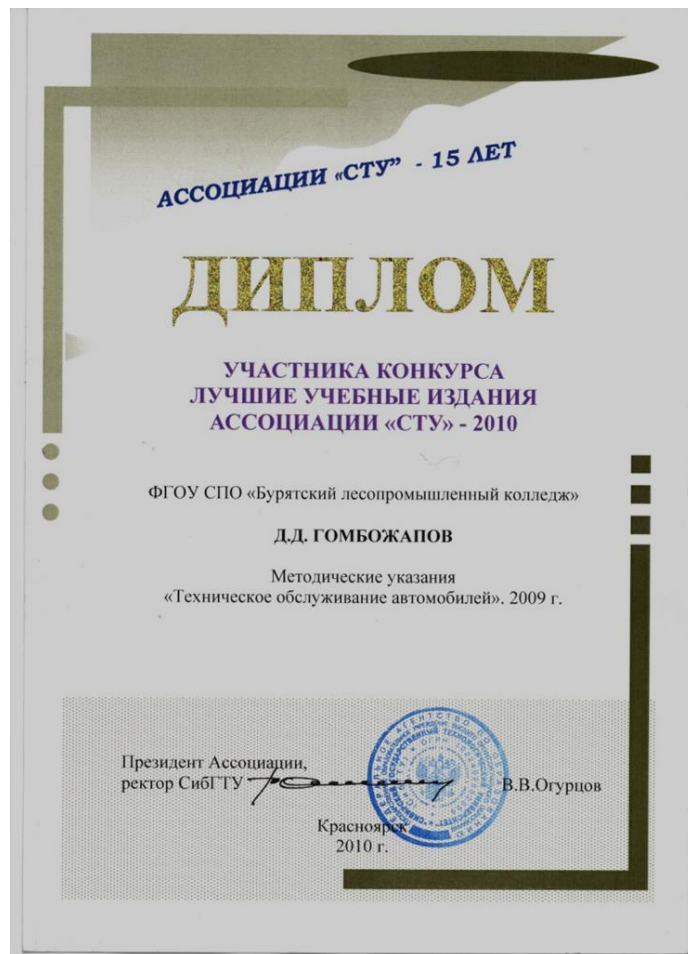 АССОЦИАЦИИ «СТУ” - 15 ЛЕТ
ДИПЛОМ
УЧАСТНИКА КОНКУРСА
ЛУЧШИЕ УЧЕБНЫЕ ИЗДАНИЯ
АССОЦИАЦИИ «СТУ» - 2010
ФГОУ СПО «Бурятский лесопромышленный колледж»
Д.Д. ГОМБОЖАПОВ
Методические указания
«Техническое обслуживание автомобилей». 2009 г.
Президент Ассоциации,
ректор СибГТУ
В.В.Огурцов
Красноярск
2010 г.